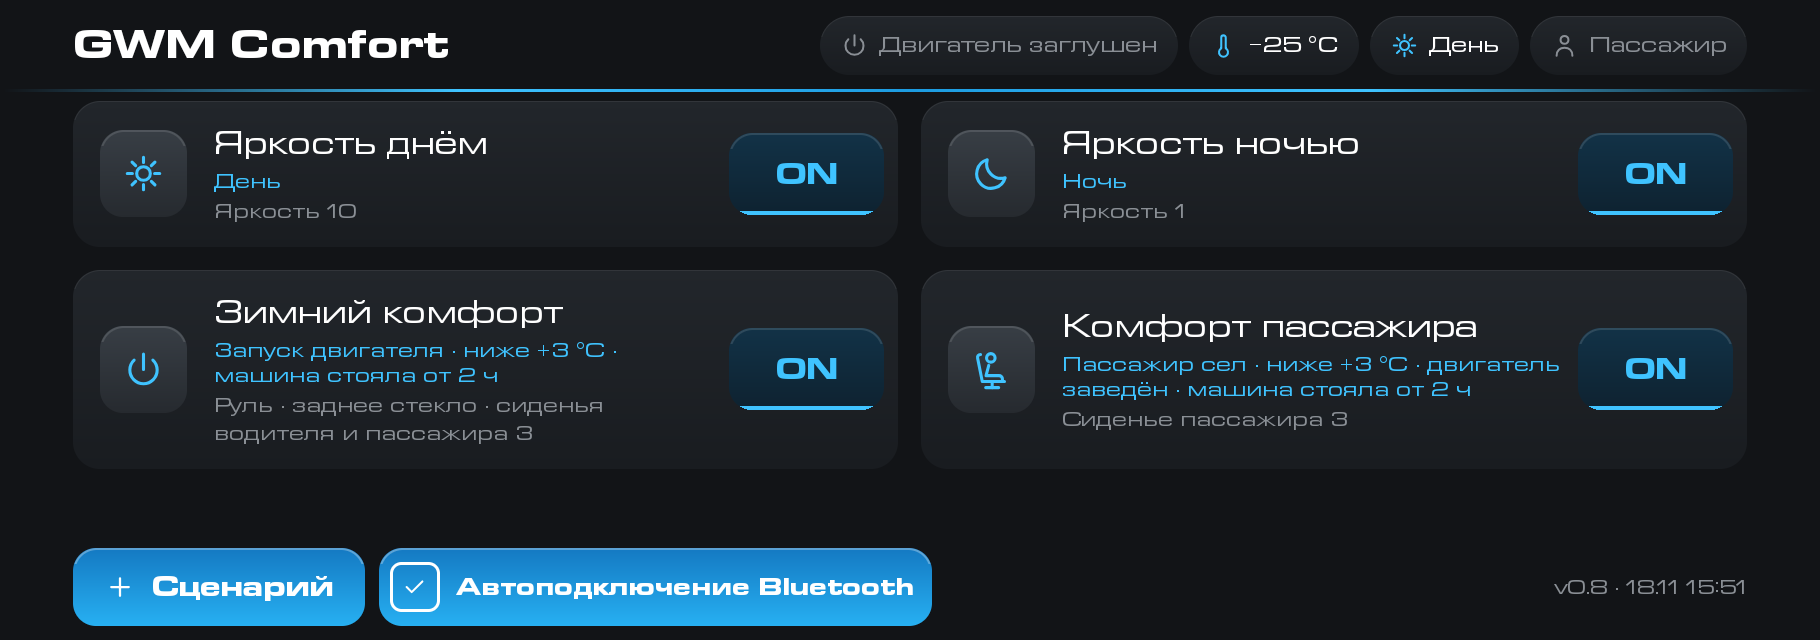 GWM Comfort
Двигатель заглушен
-25 °C
День
Пассажир
Яркость днём
День
Яркость 10
ON
Яркость ночью
Ночь
Яркость 1
ON
Зимний комфорт
Запуск двигателя · ниже +3 °C ·
машина стояла от 2 ч
Руль · заднее стекло · сиденья
водителя и пассажира 3
ON
Комфорт пассажира
Пассажир сел · ниже +3 °C · двигатель
заведён · машина стояла от 2 ч
Сиденье пассажира 3
ON
Сценарий
Автоподключение Bluetooth
v0.8 · 18.11 15:51